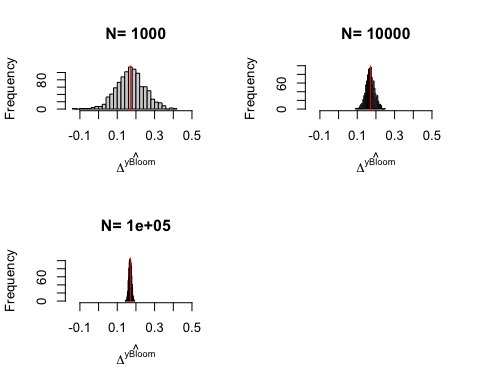 N= 1000
Frequency
0 80
-0.1 0.1 0.3 0.5
Δ^yBloom
N= 10000
Frequency
0 60
-0.1 0.1 0.3 0.5
Δ^yBloom
N= 1e+05
Frequency
0 60
-0.1 0.1 0.3 0.5
Δ^yBloom